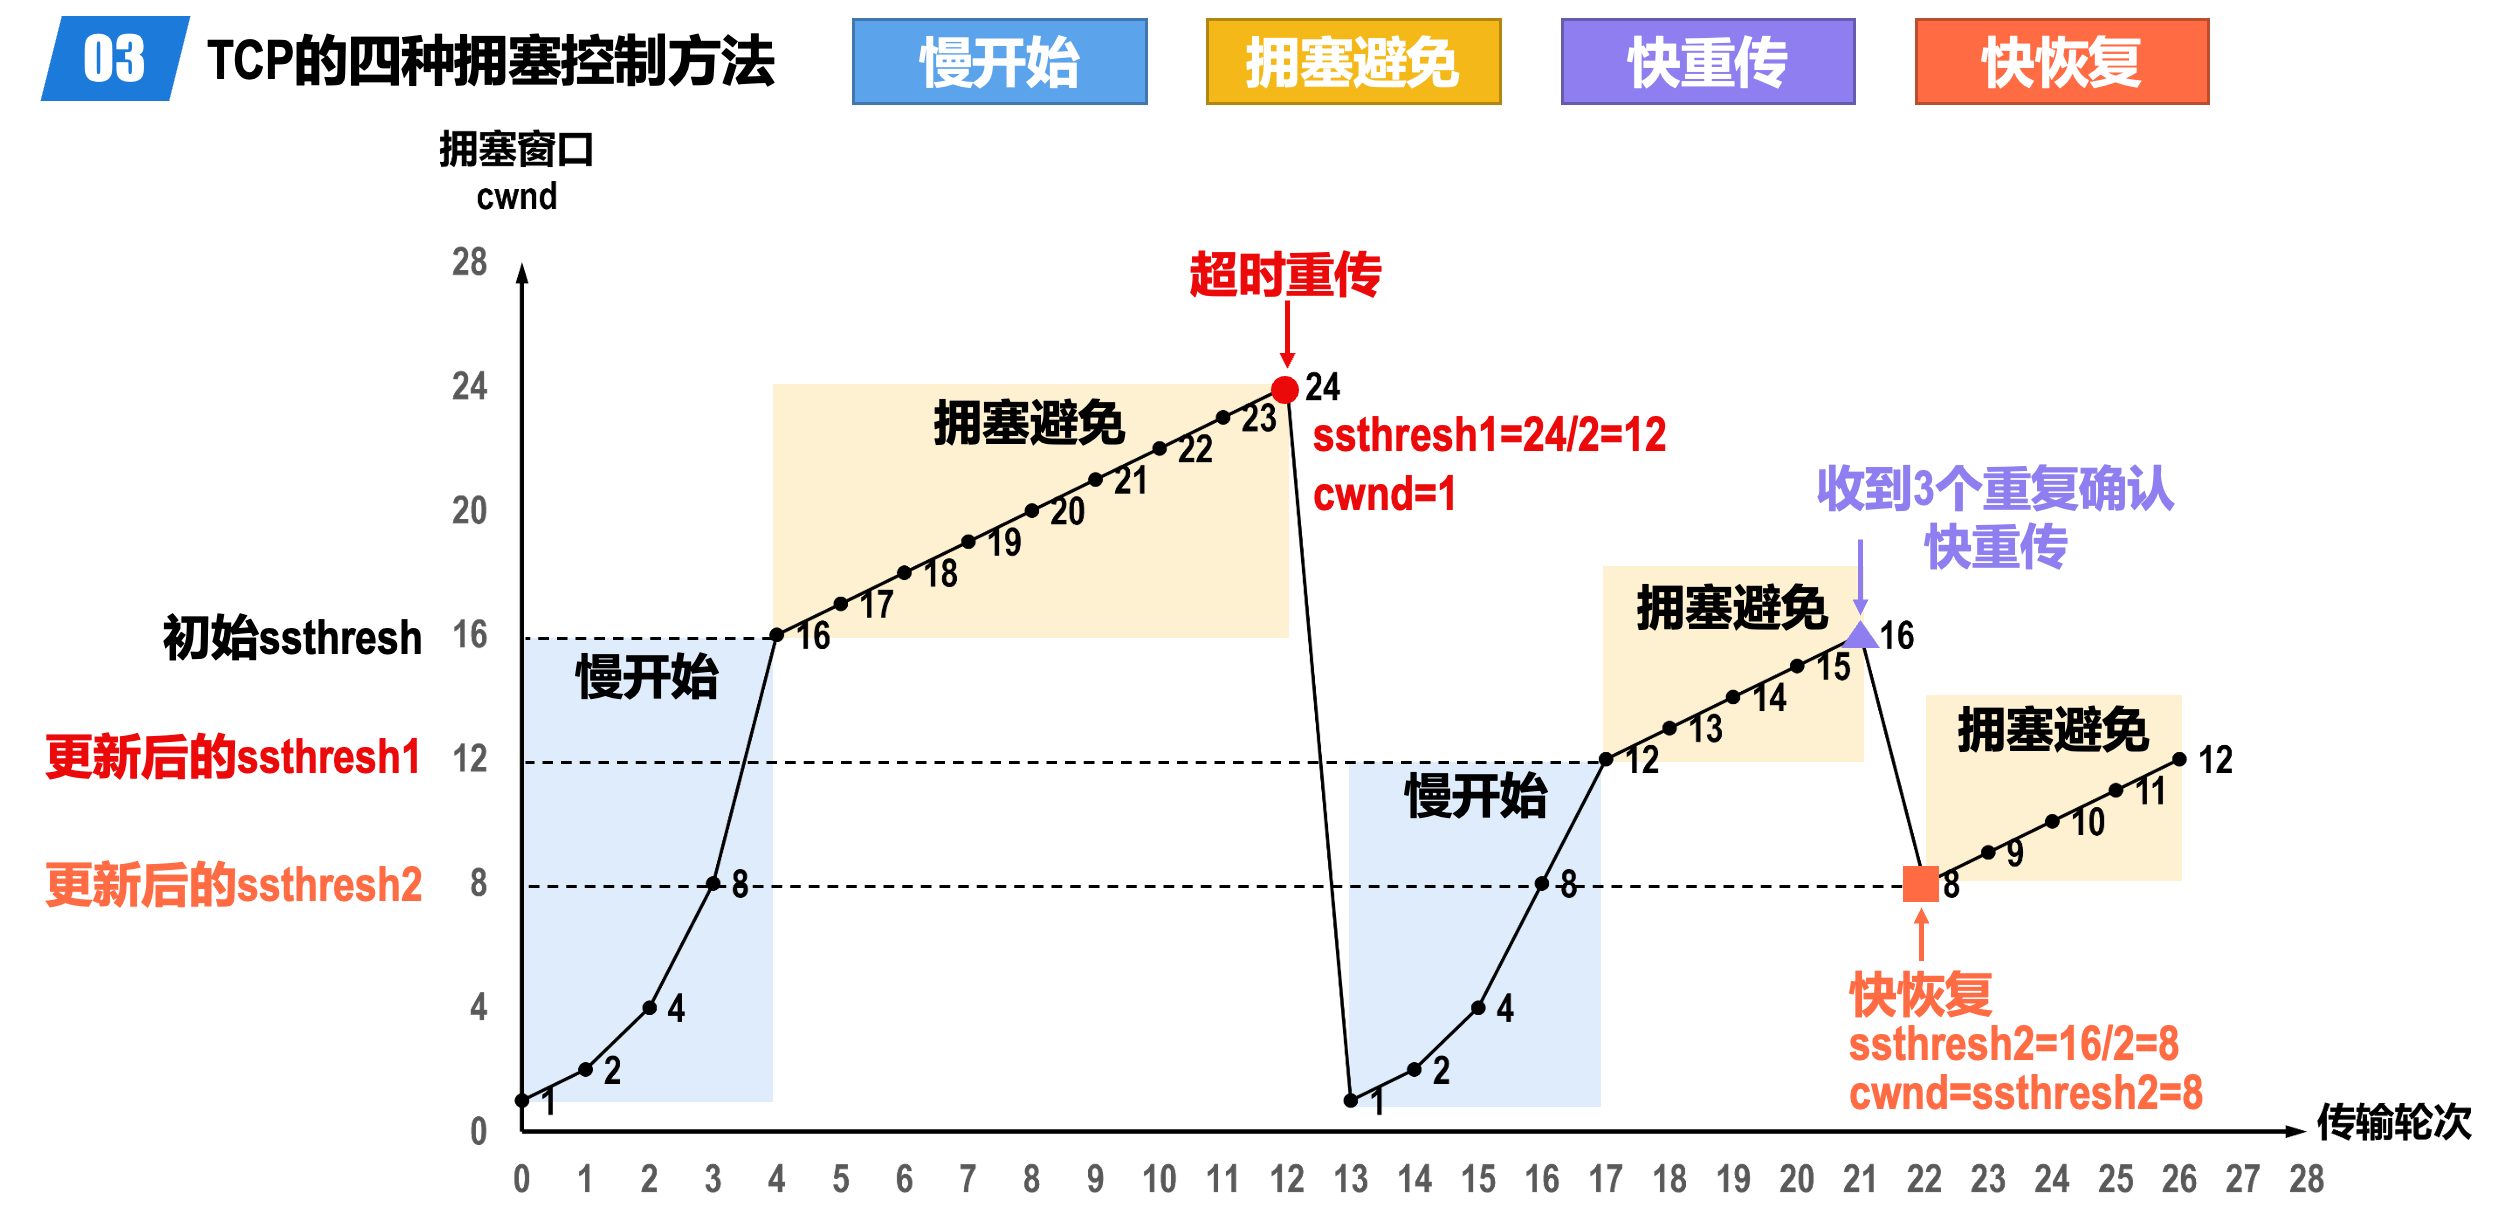 03
TCP的四种拥塞控制方法
慢开始
拥塞避免
快重传
快恢复
拥塞窗口
cwnd
28
24
20
16
12
8
4
0
初始ssthresh
更新后的ssthresh1
更新后的ssthresh2
慢开始
1
2
4
8
16
拥塞避免
17
18
19
20
21
22
23
24
超时重传
ssthresh1=24/2=12
cwnd=1
慢开始
1
2
4
8
12
拥塞避免
13
14
15
16
收到3个重复确认
快重传
拥塞避免
8
9
10
11
12
快恢复
ssthresh2=16/2=8
cwnd=ssthresh2=8
传输轮次
0 1 2 3 4 5 6 7 8 9 10 11 12 13 14 15 16 17 18 19 20 21 22 23 24 25 26 27 28